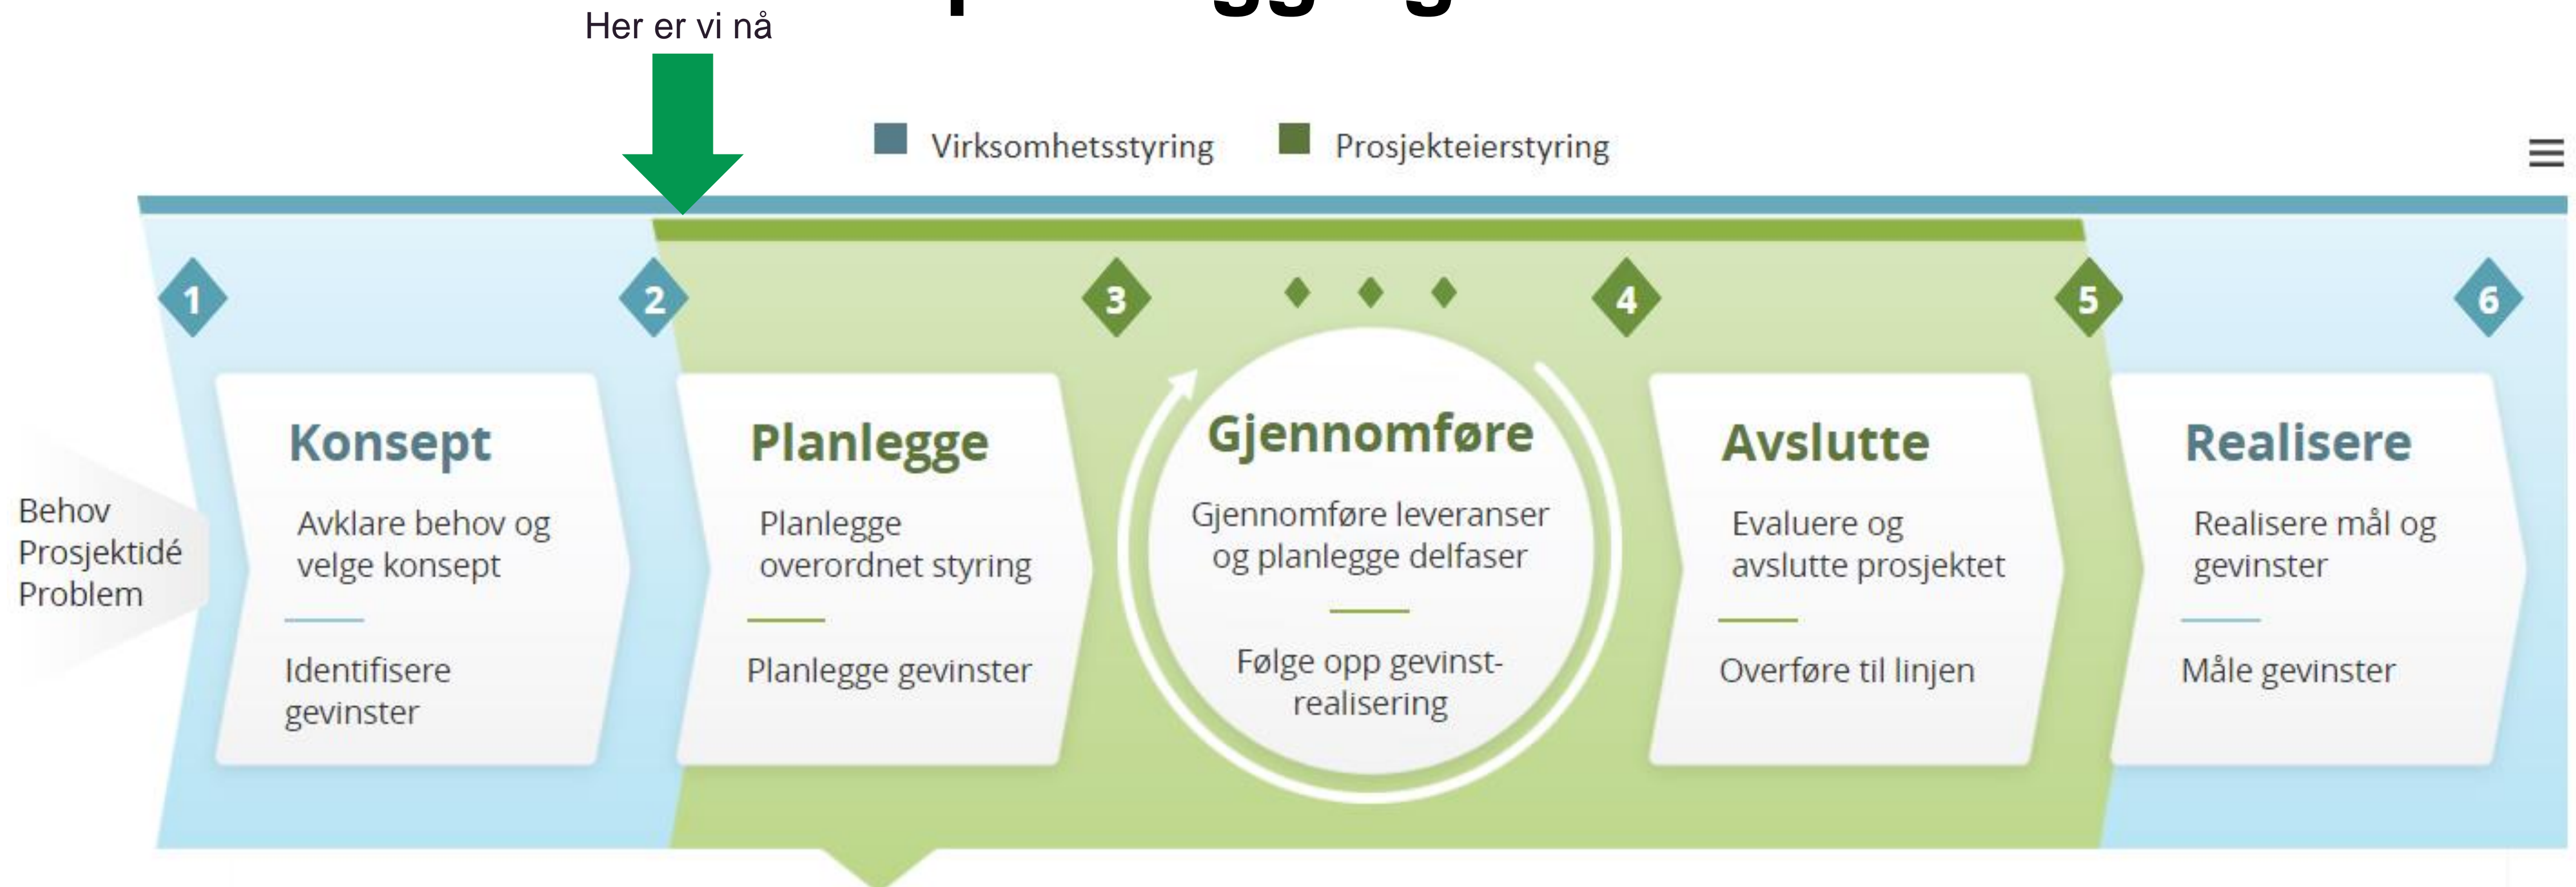 Her er vi nå
Virksomhetsstyring
Prosjekteierstyring
1
2
3
4
5
6
Behov
Prosjektidé
Problem
Konsept
Avklare behov og
velge konsept
Identifisere
gevinster
Planlegge
Planlegge
overordnet styring
Planlegge gevinster
Gjennomføre
Gjennomføre leveranser
og planlegge delfaser
Følge opp gevinst-
realisering
Avslutte
Evaluere og
avslutte prosjektet
Overføre til linjen
Realisere
Realisere mål og
gevinster
Måle gevinster